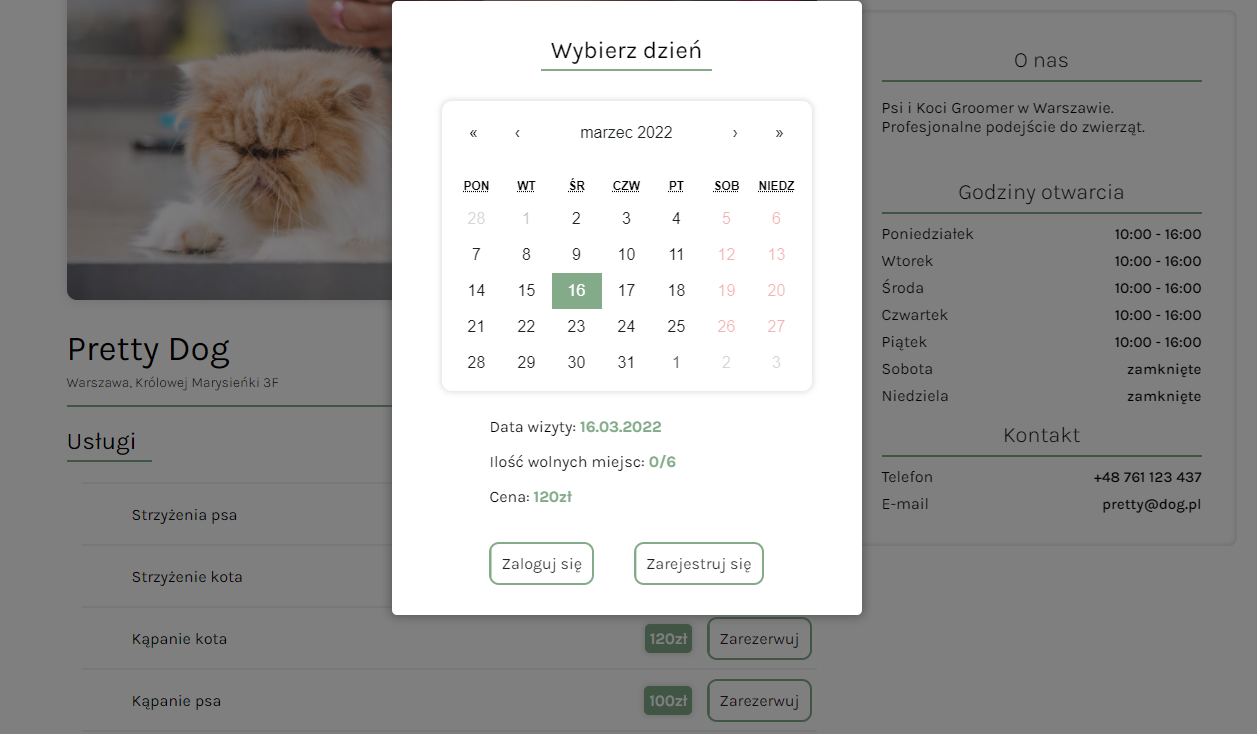 Wybierz dzień
« ‹ marzec 2022 › »
PON WT ŚR CZW PT SOB NIEDZ
28 1 2 3 4 5 6
7 8 9 10 11 12 13
14 15 16 17 18 19 20
21 22 23 24 25 26 27
28 29 30 31 1 2 3
Data wizyty: 16.03.2022
Ilość wolnych miejsc: 0/6
Cena: 120zł
Zaloguj się Zarejestruj się
Pretty Dog
Warszawa, Królowej Marysieńki 3F
Usługi
Strzyżenia psa
Strzyżenie kota
Kąpanie kota 120zł Zarezerwuj
Kąpanie psa 100zł Zarezerwuj
O nas
Psi i Koci Groomer w Warszawie.
Profesjonalne podejście do zwierząt.
Godziny otwarcia
Poniedziałek 10:00 - 16:00
Wtorek 10:00 - 16:00
Środa 10:00 - 16:00
Czwartek 10:00 - 16:00
Piątek 10:00 - 16:00
Sobota zamknięte
Niedziela zamknięte
Kontakt
Telefon +48 761 123 437
E-mail pretty@dog.pl